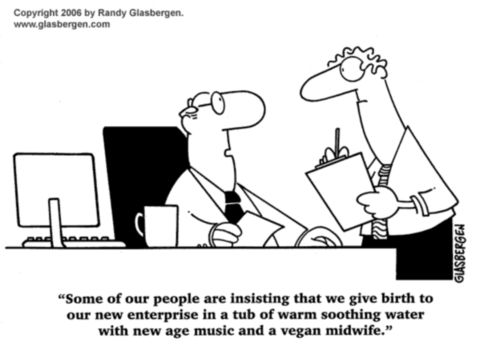 Copyright 2006 by Randy Glasbergen.
www.glasbergen.com
GLASBERGEN
“Some of our people are insisting that we give birth to
our new enterprise in a tub of warm soothing water
with new age music and a vegan midwife.”